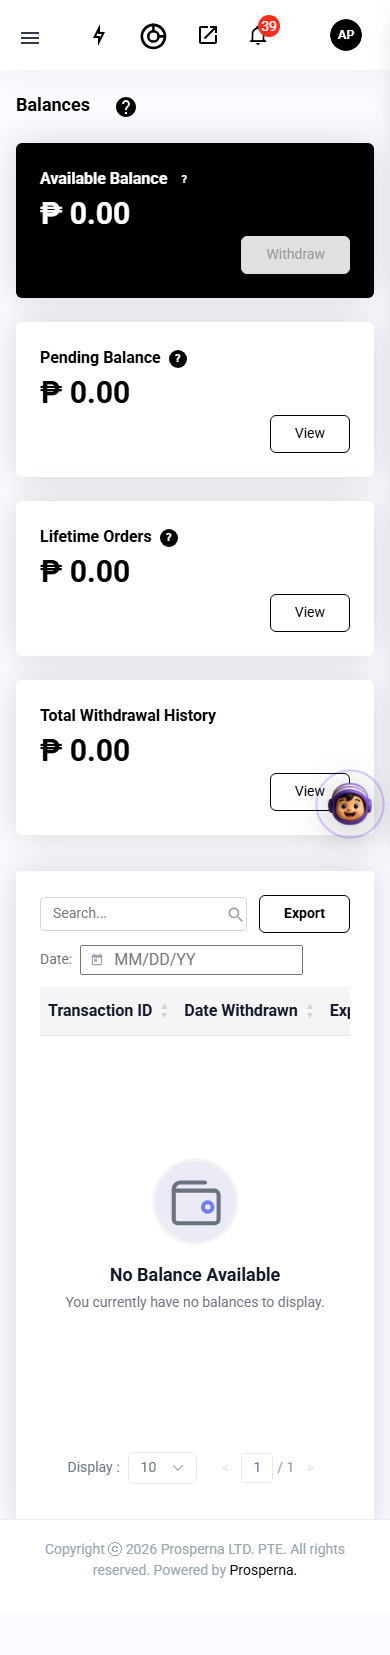 39
AP
Balances ?
Available Balance ?
₱ 0.00
Withdraw
Pending Balance ?
₱ 0.00
View
Lifetime Orders ?
₱ 0.00
View
Total Withdrawal History
₱ 0.00
View
Search... Export
Date: MM/DD/YY
Transaction ID Date Withdrawn Exp
No Balance Available
You currently have no balances to display.
Display : 10 < 1 / 1 >
Copyright © 2026 Prosperna LTD. PTE. All rights
reserved. Powered by Prosperna.